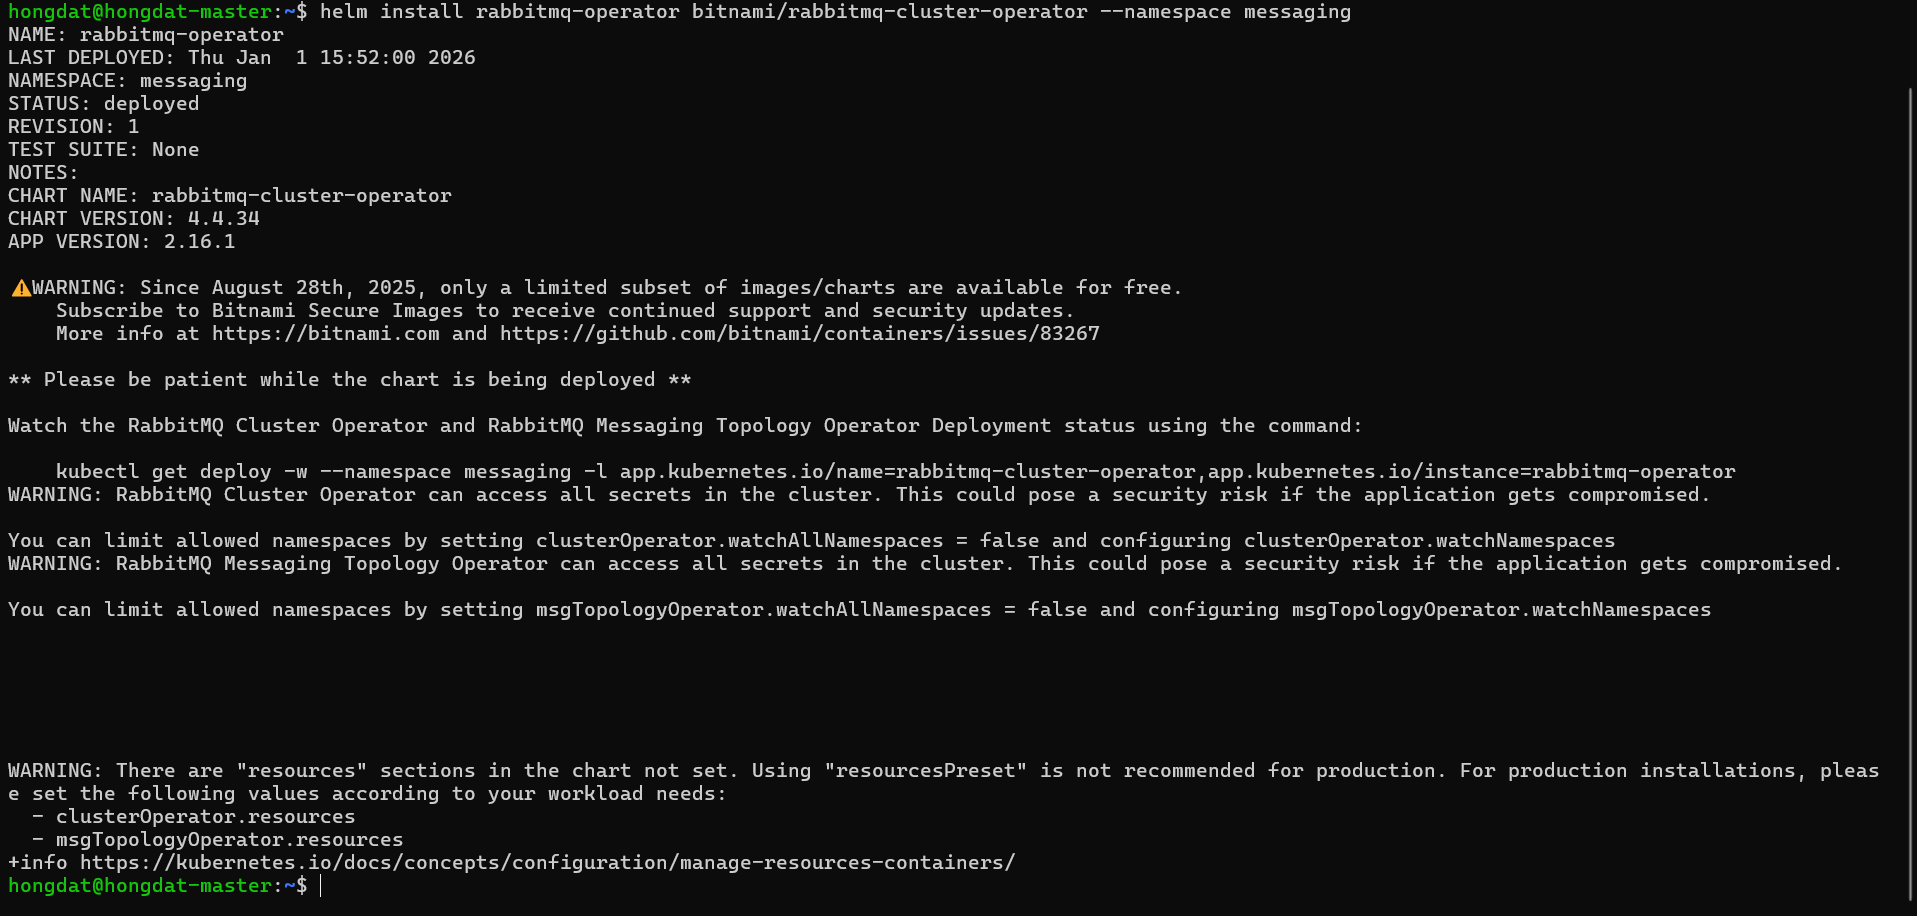 hongdat@hongdat-master:~$ helm install rabbitmq-operator bitnami/rabbitmq-cluster-operator --namespace messaging
NAME: rabbitmq-operator
LAST DEPLOYED: Thu Jan  1 15:52:00 2026
NAMESPACE: messaging
STATUS: deployed
REVISION: 1
TEST SUITE: None
NOTES:
CHART NAME: rabbitmq-cluster-operator
CHART VERSION: 4.4.34
APP VERSION: 2.16.1
⚠WARNING: Since August 28th, 2025, only a limited subset of images/charts are available for free.
    Subscribe to Bitnami Secure Images to receive continued support and security updates.
    More info at https://bitnami.com and https://github.com/bitnami/containers/issues/83267
** Please be patient while the chart is being deployed **
Watch the RabbitMQ Cluster Operator and RabbitMQ Messaging Topology Operator Deployment status using the command:
    kubectl get deploy -w --namespace messaging -l app.kubernetes.io/name=rabbitmq-cluster-operator,app.kubernetes.io/instance=rabbitmq-operator
WARNING: RabbitMQ Cluster Operator can access all secrets in the cluster. This could pose a security risk if the application gets compromised.
You can limit allowed namespaces by setting clusterOperator.watchAllNamespaces = false and configuring clusterOperator.watchNamespaces
WARNING: RabbitMQ Messaging Topology Operator can access all secrets in the cluster. This could pose a security risk if the application gets compromised.
You can limit allowed namespaces by setting msgTopologyOperator.watchAllNamespaces = false and configuring msgTopologyOperator.watchNamespaces
WARNING: There are "resources" sections in the chart not set. Using "resourcesPreset" is not recommended for production. For production installations, pleas
e set the following values according to your workload needs:
  - clusterOperator.resources
  - msgTopologyOperator.resources
+info https://kubernetes.io/docs/concepts/configuration/manage-resources-containers/
hongdat@hongdat-master:~$